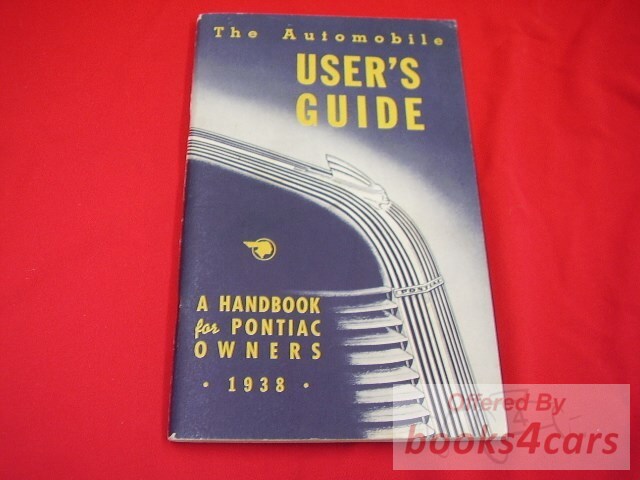 The Automobile
USER'S
GUIDE
PONTIAC
A HANDBOOK
for PONTIAC
OWNERS
· 1938 ·
Offered By
books4cars